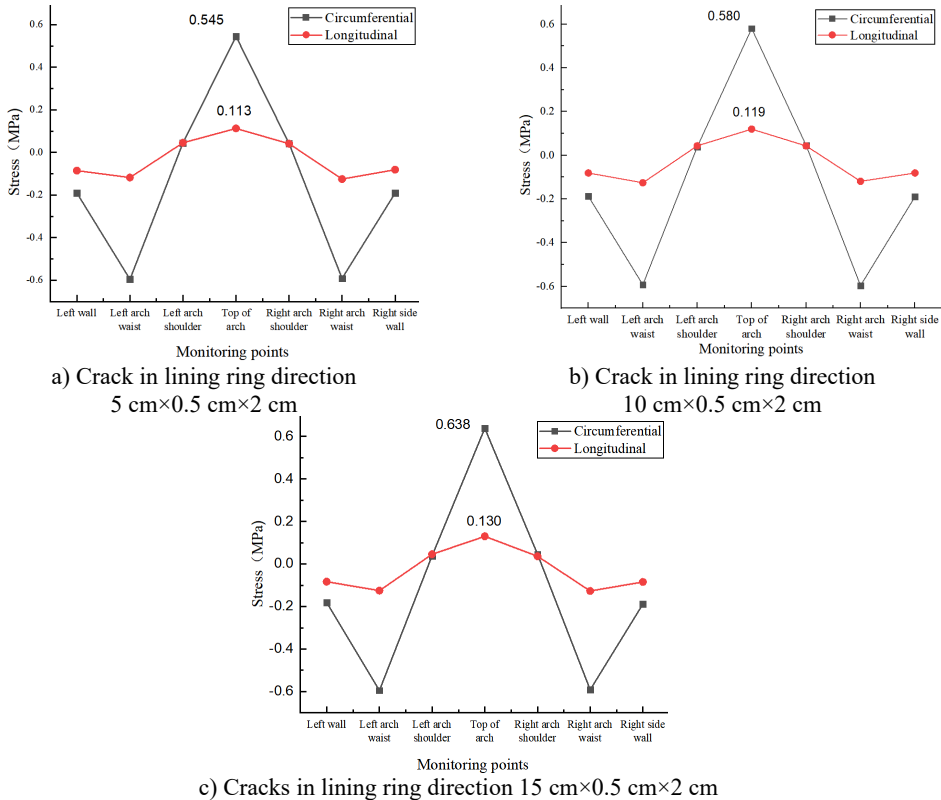 0.545
Circumferential
Longitudinal
0.6
0.4
0.113
0.2
0.0
-0.2
-0.4
-0.6
Stress（MPa)
Left wall
Left arch
waist
Left arch
shoulder
Top of
arch
Right arch
shoulder
Right arch
waist
Right side
wall
Monitoring points
a) Crack in lining ring direction
5 cm×0.5 cm×2 cm
0.580
Circumferential
Longitudinal
0.6
0.4
0.119
0.2
0.0
-0.2
-0.4
-0.6
Stress（MPa)
Left wall
Left arch
waist
Left arch
shoulder
Top of
arch
Right arch
shoulder
Right arch
waist
Right side
wall
Monitoring points
b) Crack in lining ring direction
10 cm×0.5 cm×2 cm
0.638
Circumferential
Longitudinal
0.6
0.4
0.130
0.2
0.0
-0.2
-0.4
-0.6
Stress（MPa)
Left wall
Left arch
waist
Left arch
shoulder
Top of
arch
Right arch
shoulder
Right arch
waist
Right side
wall
Monitoring points
c) Cracks in lining ring direction 15 cm×0.5 cm×2 cm